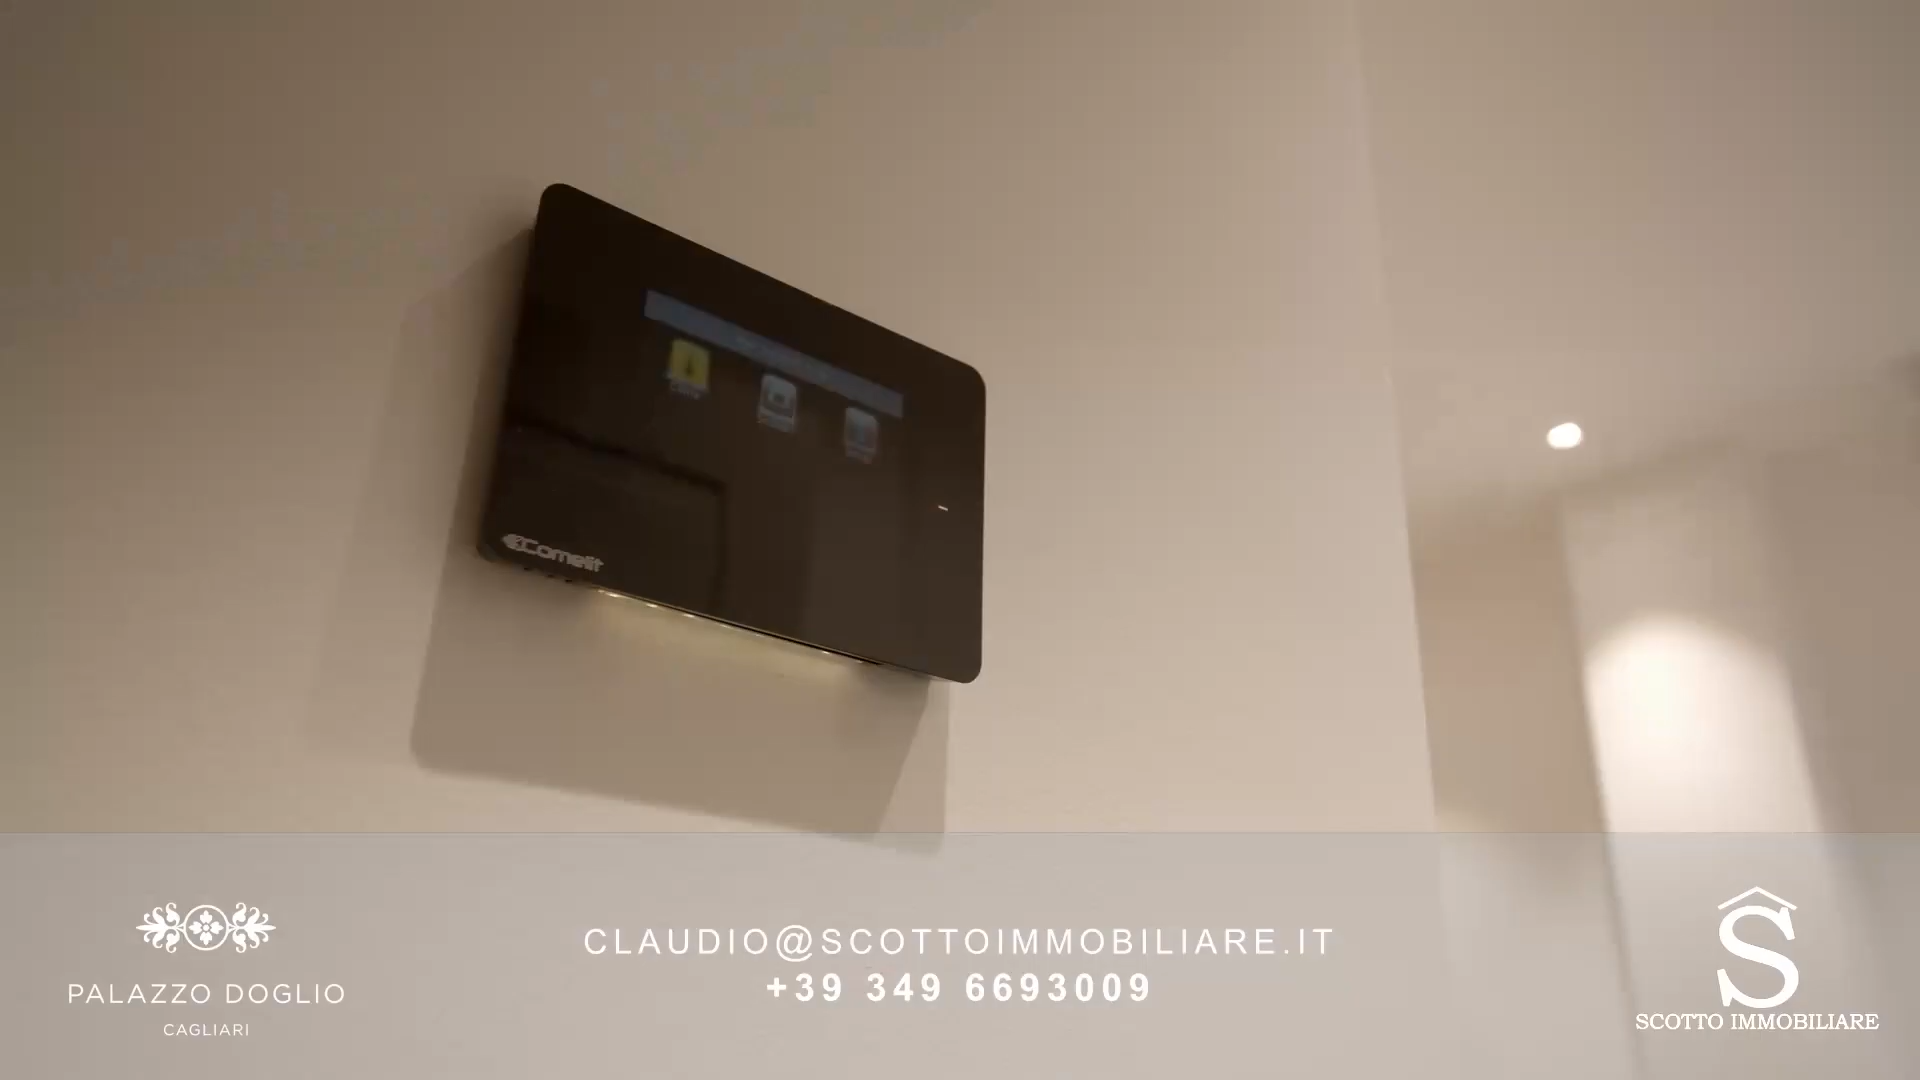 Comelit
PALAZZO DOGLIO
CAGLIARI
CLAUDIO@SCOTTOIMMOBILIARE.IT
+39 349 6693009
S
SCOTTO IMMOBILIARE